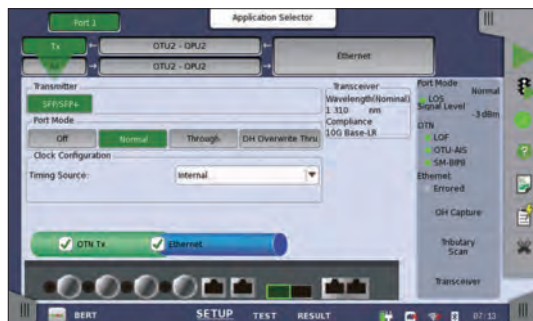 Port 1
Application Selector
Tx
OTU2 - OPU2
OTU2 - OPU2
Ethernet
Transmitter
SFP/SFP+
Port Mode
Off
Normal
Through
OH Overwrite Thru
Clock Configuration
Timing Source:
Internal
Transceiver
Wavelength(Nominal)
1 310 nm
Compliance
10G Base-LR
Port Mode
Normal
LOS
Signal Level
-3 dBm
OTN
LOF
OTU-AIS
SM-BIP8
Ethernet
Errored
OH Capture
Tributary
Scan
Transceiver
OTN Tx
Ethernet
BERT
SETUP
TEST
RESULT
07:13